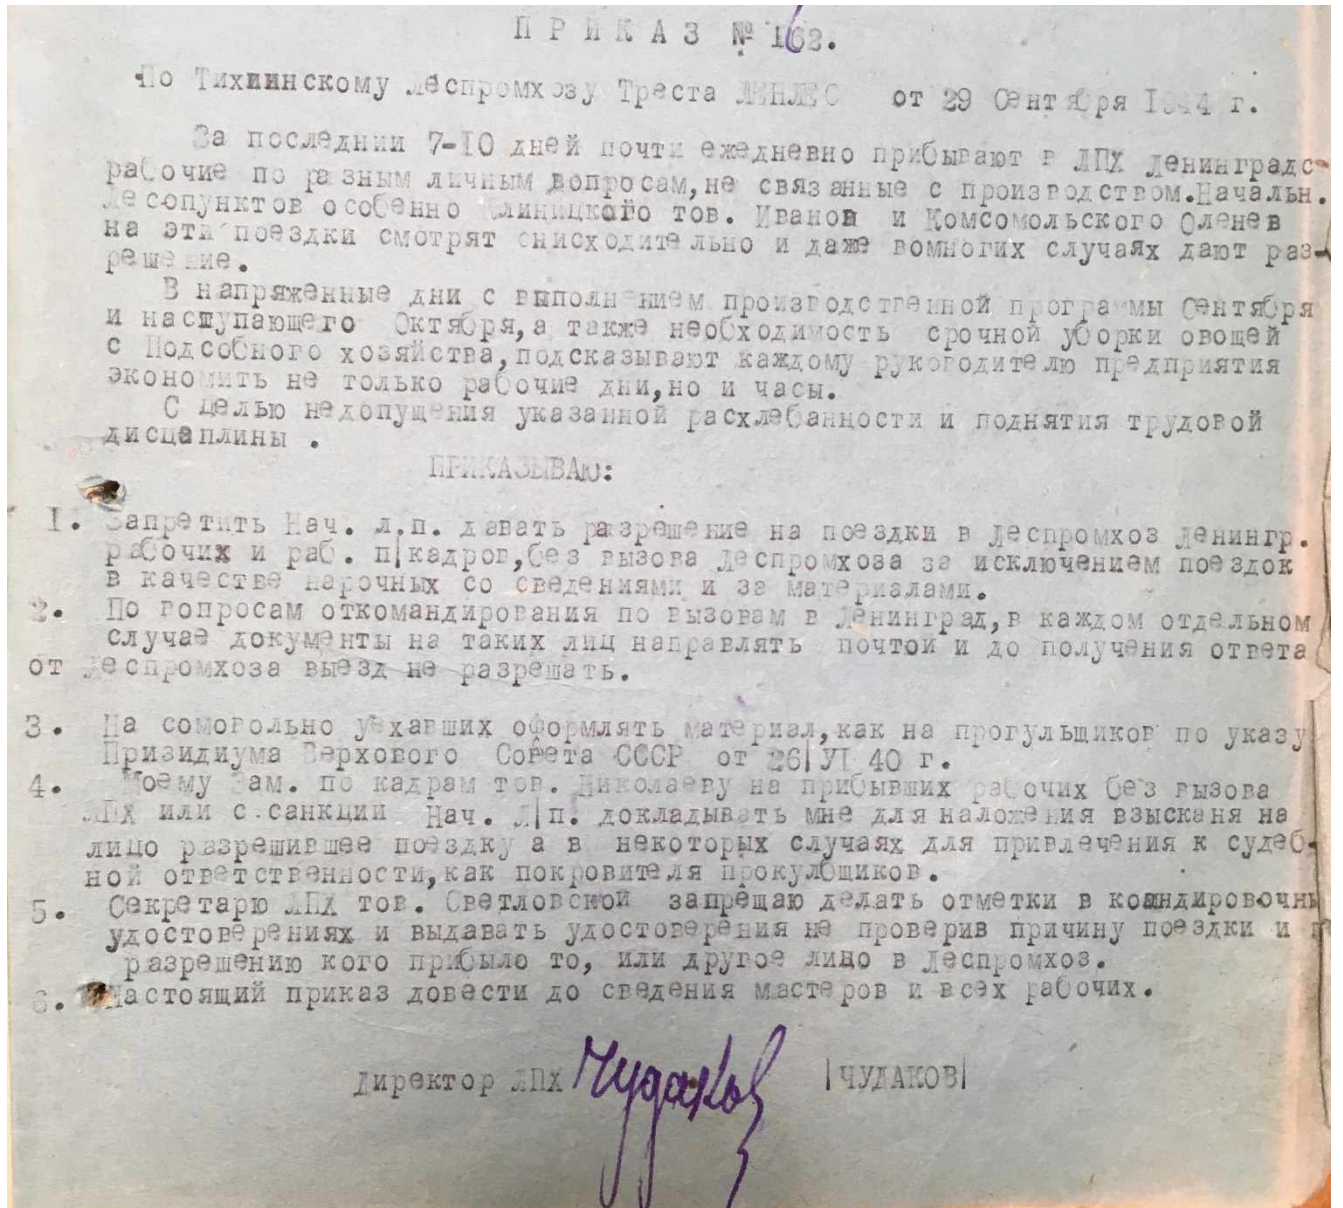 ПРИКАЗ № 162.
По Тихвинскому Леспромхозу Треста ЛЕНЛЕС от 29 Сентября 1944 г.
За последнии 7-10 дней почти ежедневно прибывают в ЛПХ Ленинградс-
рабочие по разным личным вопросам,не связанные с производством.Начальн.
Лесопунктов особенно Клиницкого тов. Иванов и Комсомольского Оленев
на эти поездки смотрят снисходительно и даже вомногих случаях дают раз-
решение.
В напряженные дни с выполнением производственной программы Сентября
и наступающего Октября,а также необходимость срочной уборки овощей
с Подсобного хозяйства,подсказывают каждому руководителю предприятия
экономить не только рабочие дни,но и часы.
С целью недопущения указанной расхлебанности и поднятия трудовой
дисцаплины .
ПРИКАЗЫВАЮ:
1. Запретить Нач. л.п. давать разрешение на поездки в Леспромхоз Ленингр.
рабочих и раб. п|кадров,без вызова Леспромхоза за исключением поездок
в качестве нарочных со сведениями и за материалами.
2. По вопросам откомандирования по вызовам в Ленинград,в каждом отдельном
случае документы на таких лиц направлять почтой и до получения ответа
от Леспромхоза выезд не разрешать.
3. На сомовольно уехавших оформлять материал,как на прогульщиков по указу
Призидиума Верхового Совета СССР от 26|УІ 40 г.
4. Моему Зам. по кадрам тов. Николаеву на прибывших рабочих без вызова
ЛПХ или с.санкции Нач. Л|п. докладывать мне для наложения взысканя на
лицо разрешившее поездку а в некоторых случаях для привлечения к судеб-
ной ответственности,как покровителя прокулбщиков.
5. Секретарю ЛПХ тов. Светловской запрещаю делать отметки в коандировочны
удостоверениях и выдавать удостоверения не проверив причину поездки и п
разрешению кого прибыло то, или другое лицо в Леспромхоз.
6. Настоящий приказ довести до сведения мастеров и всех рабочих.
Директор ЛПХ Чудаков |ЧУДАКОВ|